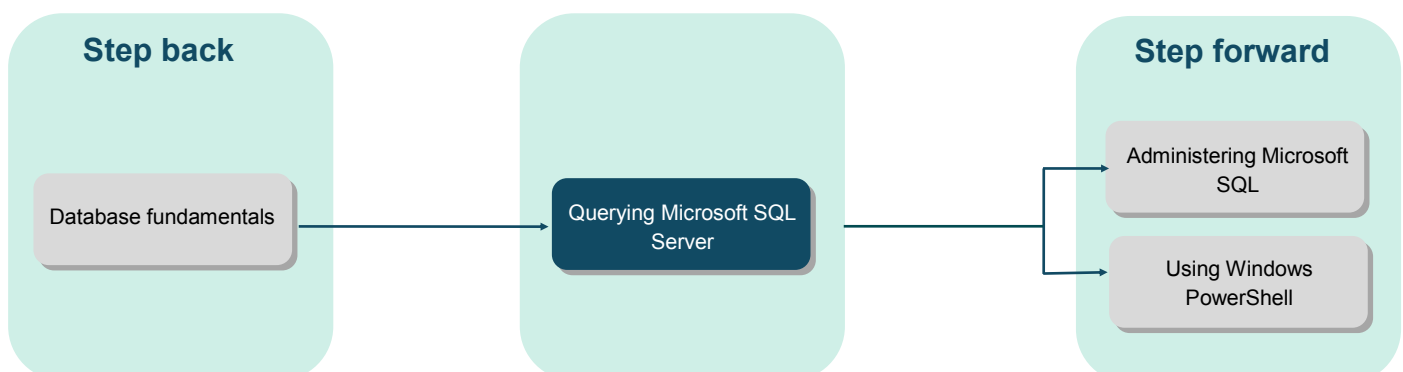 Step back
Database fundamentals
Querying Microsoft SQL
Server
Step forward
Administering Microsoft
SQL
Using Windows
PowerShell